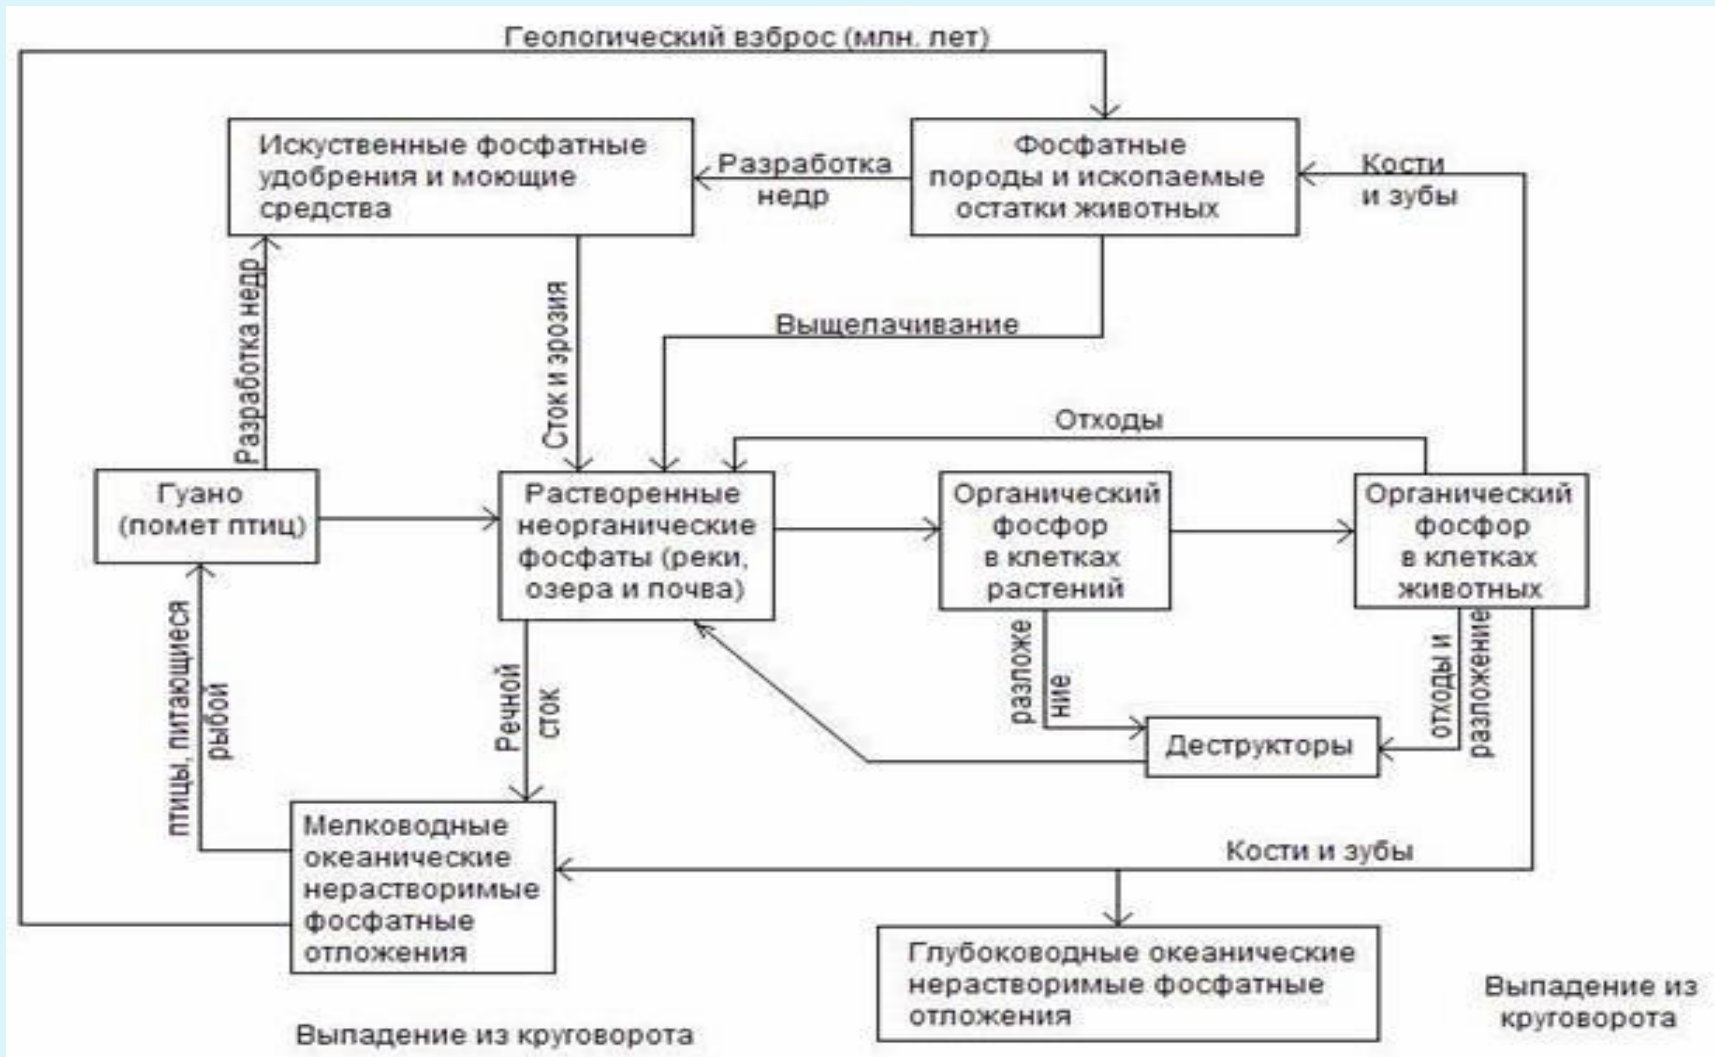 Геологический взброс (млн. лет)
Искуственные фосфатные
удобрения и моющие
средства
Разработка
недр
Фосфатные
породы и ископаемые
остатки животных
Кости
и зубы
Разработка недр
Сток и эрозия
Выщелачивание
Отходы
Гуано
(помет птиц)
Растворенные
неорганические
фосфаты (реки,
озера и почва)
Органический
фосфор
в клетках
растений
Органический
фосфор
в клетках
животных
птицы, питающиеся
рыбой
Речной
сток
разложе
ние
отходы и
разложение
Деструкторы
Мелководные
океанические
нерастворимые
фосфатные
отложения
Кости и зубы
Глубоководные океанические
нерастворимые фосфатные
отложения
Выпадение из
круговорота
Выпадение из круговорота